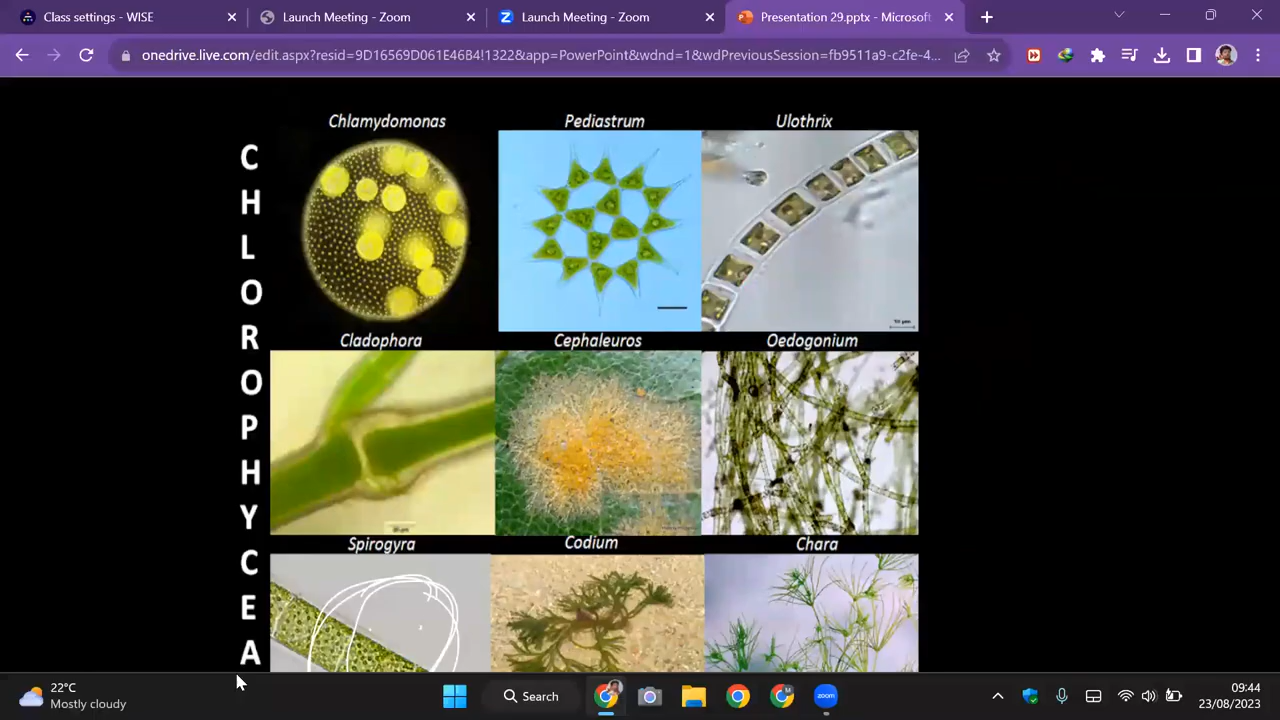 Class settings - WISE
Launch Meeting - Zoom
Launch Meeting - Zoom
Presentation 29.pptx - Microsoft
onedrive.live.com/edit.aspx?resid=9D16569D061E46B4!1322&app=PowerPoint&wdnd=1&wdPreviousSession=fb9511a9-c2fe-4...
Chlamydomonas
Pediastrum
Ulothrix
CHLOROPHYCEA
Cladophora
Cephaleuros
Oedogonium
Spirogyra
Codium
Chara
22°C
Mostly cloudy
Search
zoom
09:44
23/08/2023